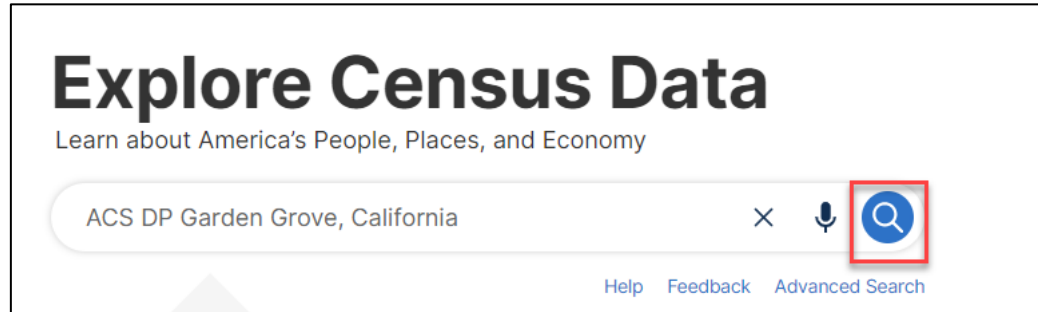 Explore Census Data
Learn about America's People, Places, and Economy
ACS DP Garden Grove, California
Help Feedback Advanced Search